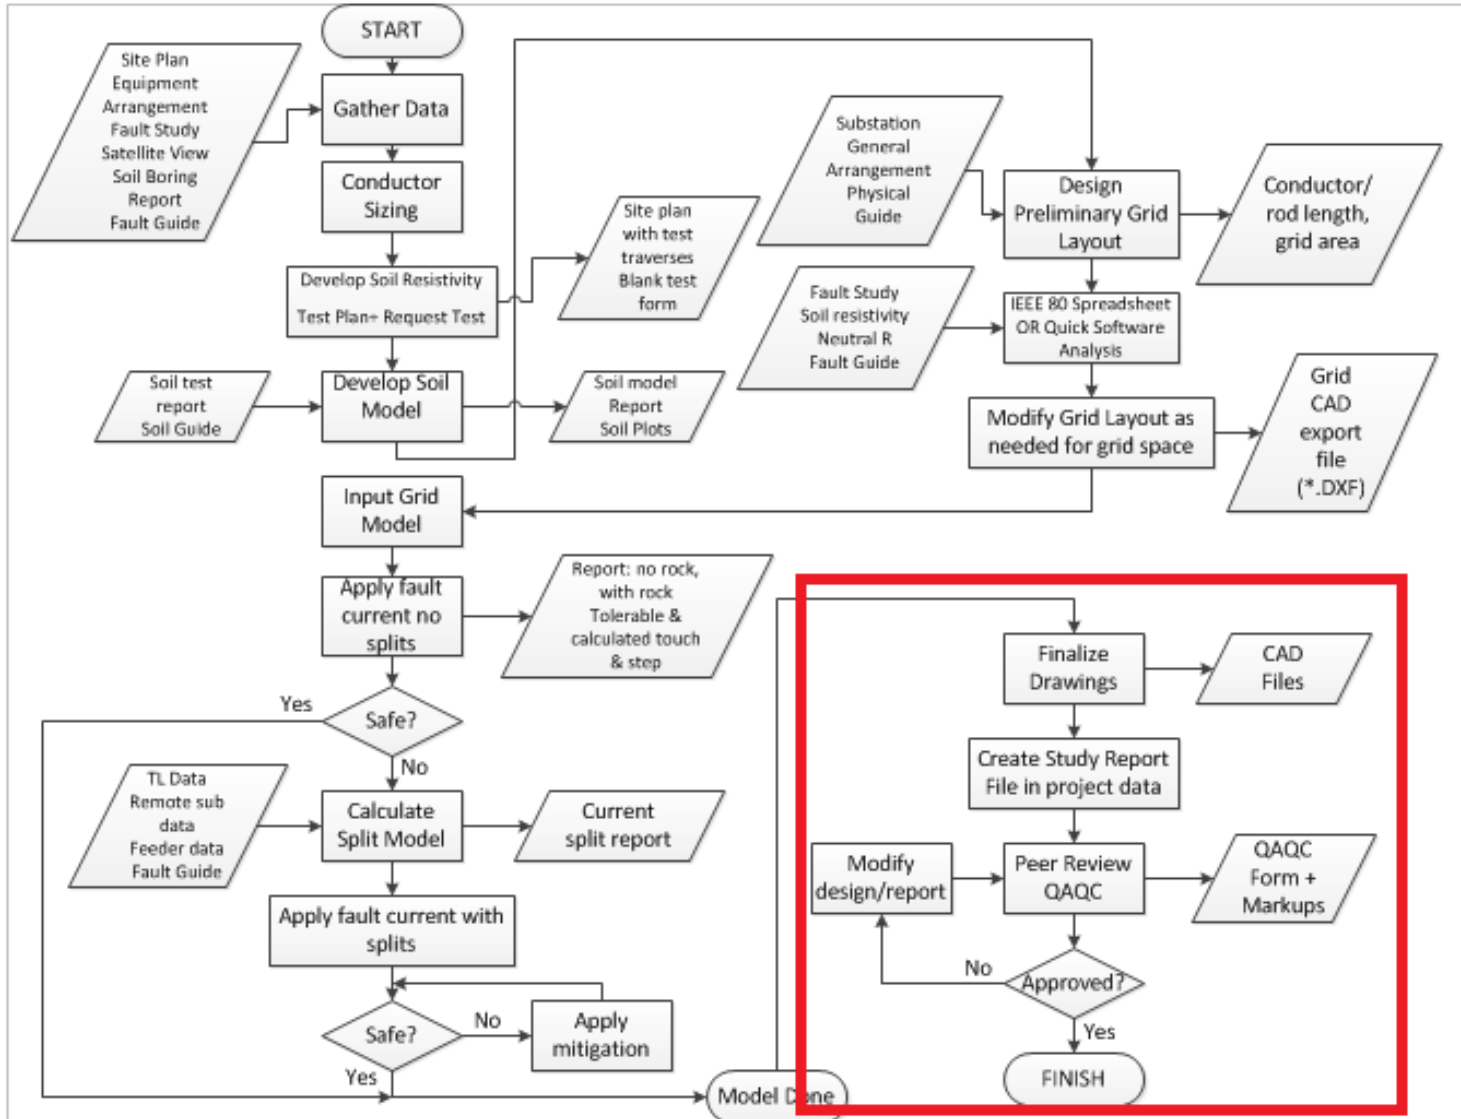 START
Site Plan
Equipment
Arrangement
Fault Study
Satellite View
Soil Boring
Report
Fault Guide
Gather Data
Conductor
Sizing
Develop Soil Resistivity
Test Plan+ Request Test
Site plan
with test
traverses
Blank test
form
Soil test
report
Soil Guide
Develop Soil
Model
Soil model
Report
Soil Plots
Substation
General
Arrangement
Physical
Guide
Design
Preliminary Grid
Layout
Conductor/
rod length,
grid area
Fault Study
Soil resistivity
Neutral R
Fault Guide
IEEE 80 Spreadsheet
OR Quick Software
Analysis
Modify Grid Layout as
needed for grid space
Grid
CAD
export
file
(*.DXF)
Input Grid
Model
Apply fault
current no
splits
Report: no rock,
with rock
Tolerable &
calculated touch
& step
Yes
Safe?
No
TL Data
Remote sub
data
Feeder data
Fault Guide
Calculate
Split Model
Current
split report
Apply fault current with
splits
Safe?
No
Apply
mitigation
Yes
Model Done
Finalize
Drawings
CAD
Files
Create Study Report
File in project data
Modify
design/report
Peer Review
QAQC
QAQC
Form +
Markups
No
Approved?
Yes
FINISH